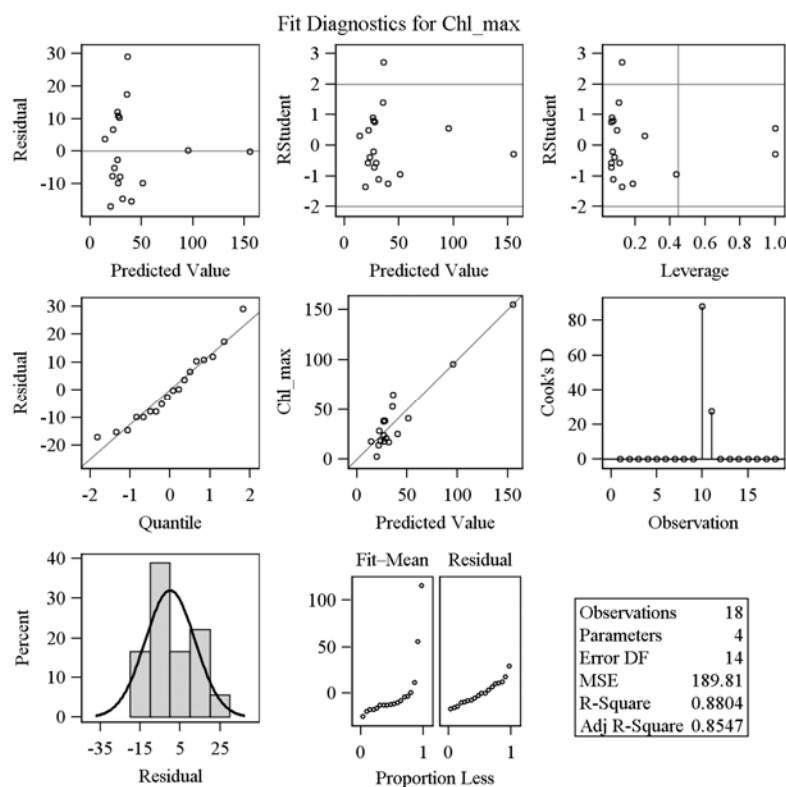 Fit Diagnostics for Chl_max
30
20
10
0
-10
Residual
0 50 100 150
Predicted Value
3
2
1
0
-1
-2
RStudent
0 50 100 150
Predicted Value
3
2
1
0
-1
-2
RStudent
0.2 0.4 0.6 0.8 1.0
Leverage
30
20
10
0
-10
-20
Residual
-2 -1 0 1 2
Quantile
150
100
50
0
Chl_max
0 50 100 150
Predicted Value
80
60
40
20
0
Cook's D
0 5 10 15
Observation
40
30
20
10
0
Percent
-35 -15 5 25
Residual
Fit–Mean Residual
100
50
0
0 1 0 1
Proportion Less
Observations 18
Parameters 4
Error DF 14
MSE 189.81
R-Square 0.8804
Adj R-Square 0.8547